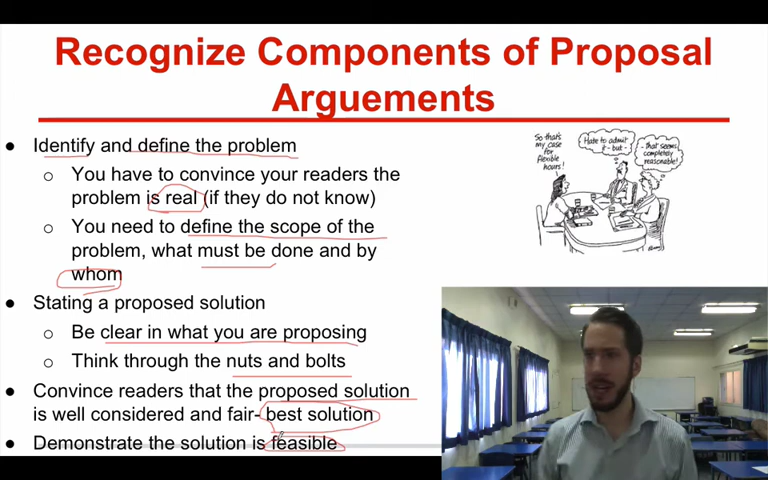 Recognize Components of Proposal
Arguements
● Identify and define the problem
o You have to convince your readers the
problem is real (if they do not know)
o You need to define the scope of the
problem, what must be done and by
whom
● Stating a proposed solution
o Be clear in what you are proposing
o Think through the nuts and bolts
● Convince readers that the proposed solution
is well considered and fair- best solution
● Demonstrate the solution is feasible
So that's
my case
for
flexible
hours!
Hate to admit
it - but -
- that seems
completely
reasonable!